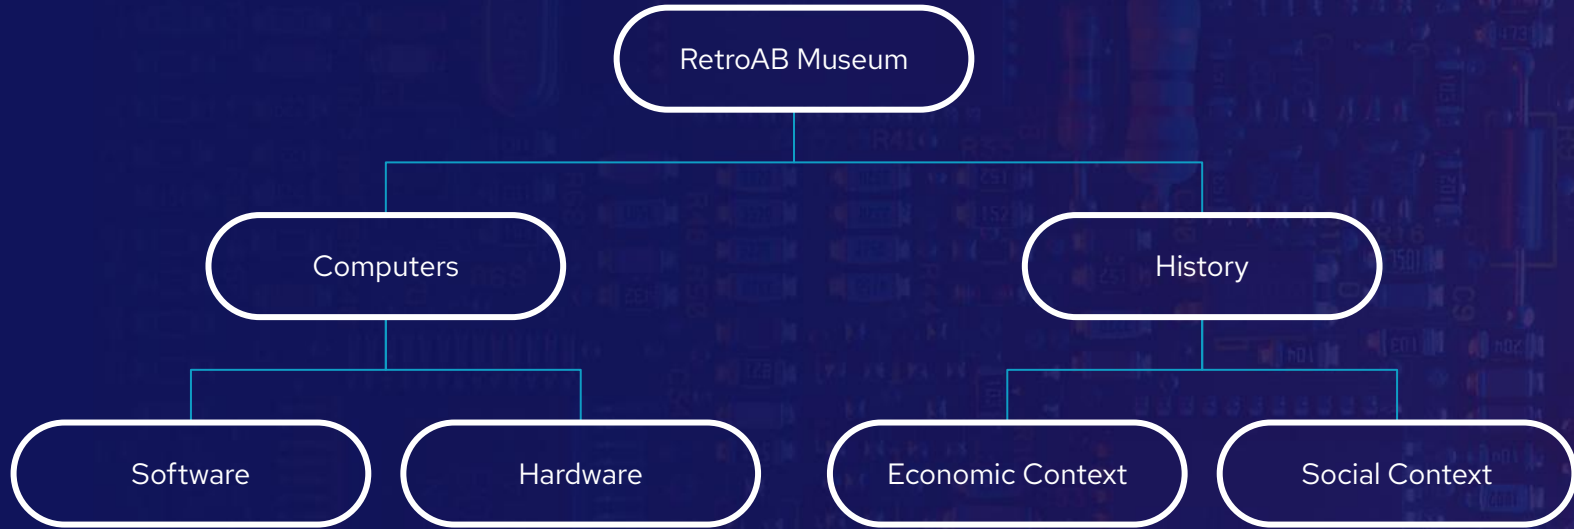 RetroAB Museum
Computers
History
Software
Hardware
Economic Context
Social Context